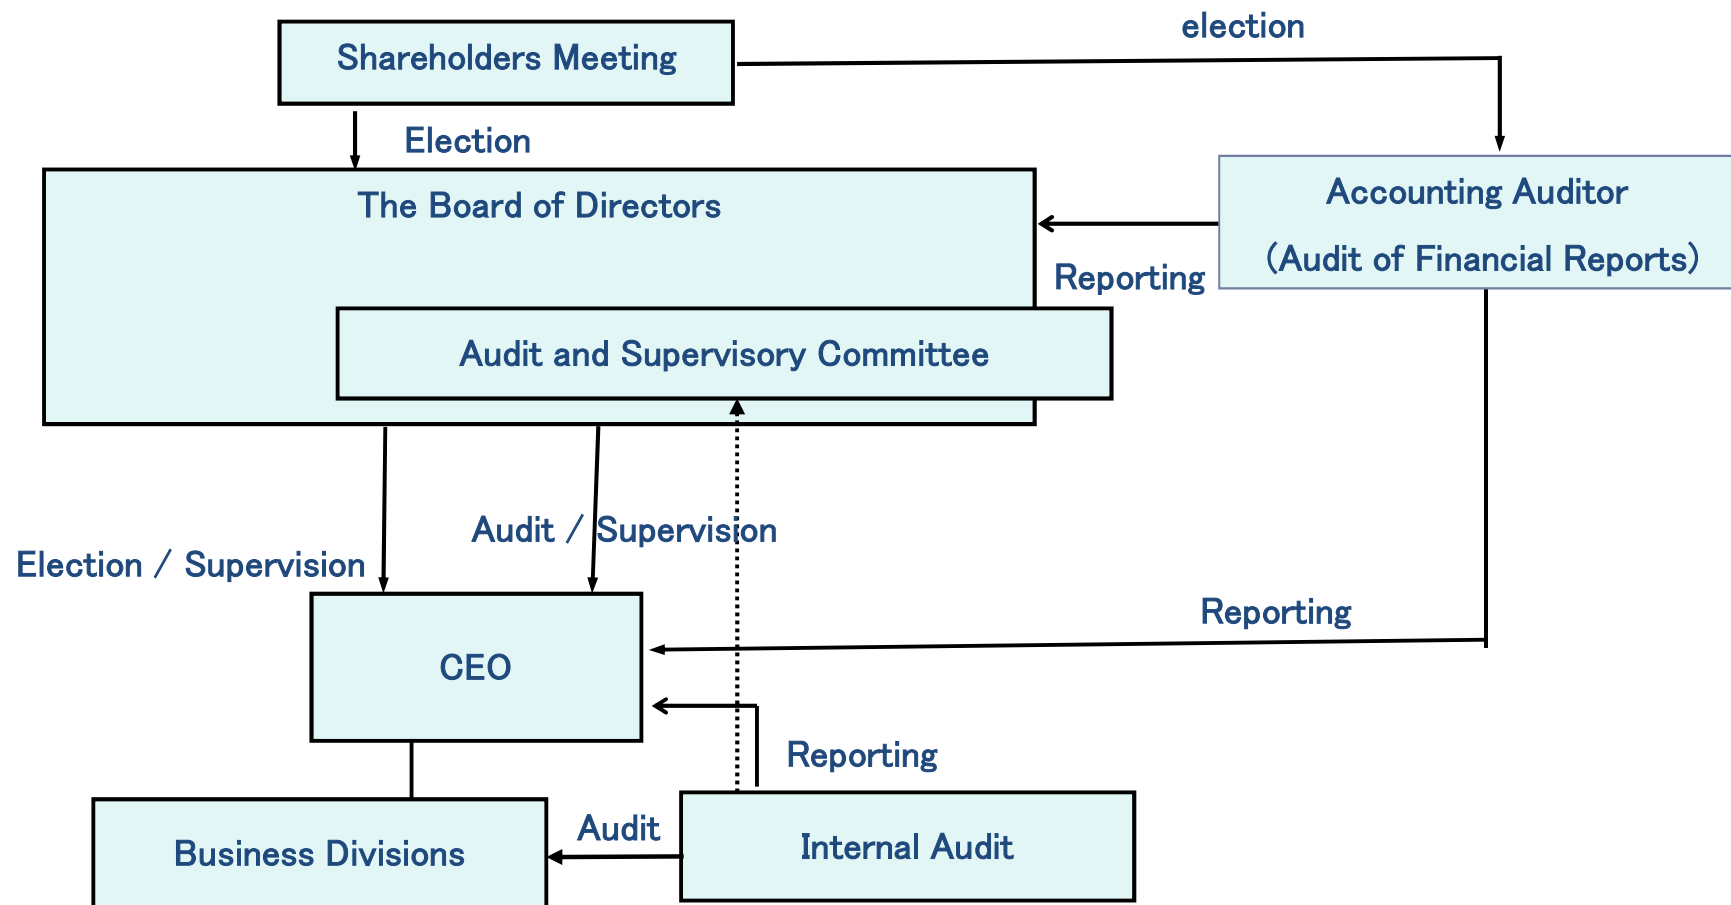 election
Shareholders Meeting
Election
The Board of Directors
Accounting Auditor
(Audit of Financial Reports)
Reporting
Audit and Supervisory Committee
Audit / Supervision
Election / Supervision
Reporting
CEO
Reporting
Audit
Business Divisions
Internal Audit